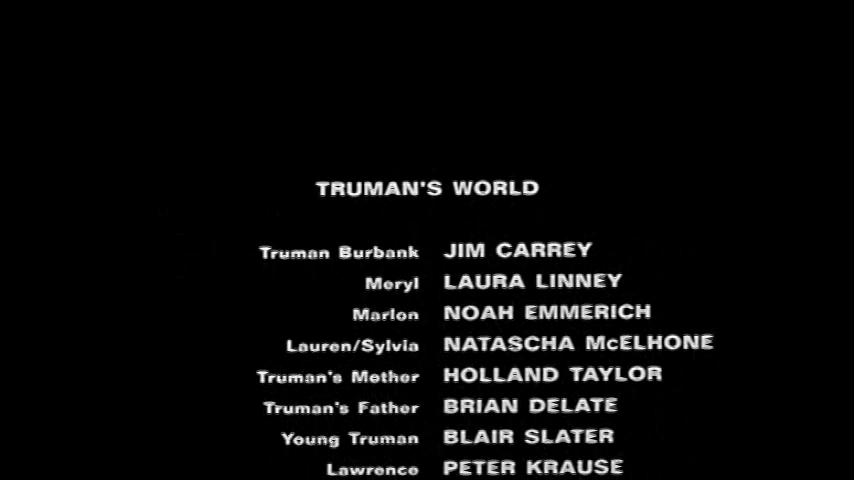 TRUMAN'S WORLD
Truman Burbank JIM CARREY
Meryl LAURA LINNEY
Marlon NOAH EMMERICH
Lauren/Sylvia NATASCHA McELHONE
Truman's Mother HOLLAND TAYLOR
Truman's Father BRIAN DELATE
Young Truman BLAIR SLATER
Lawrence PETER KRAUSE